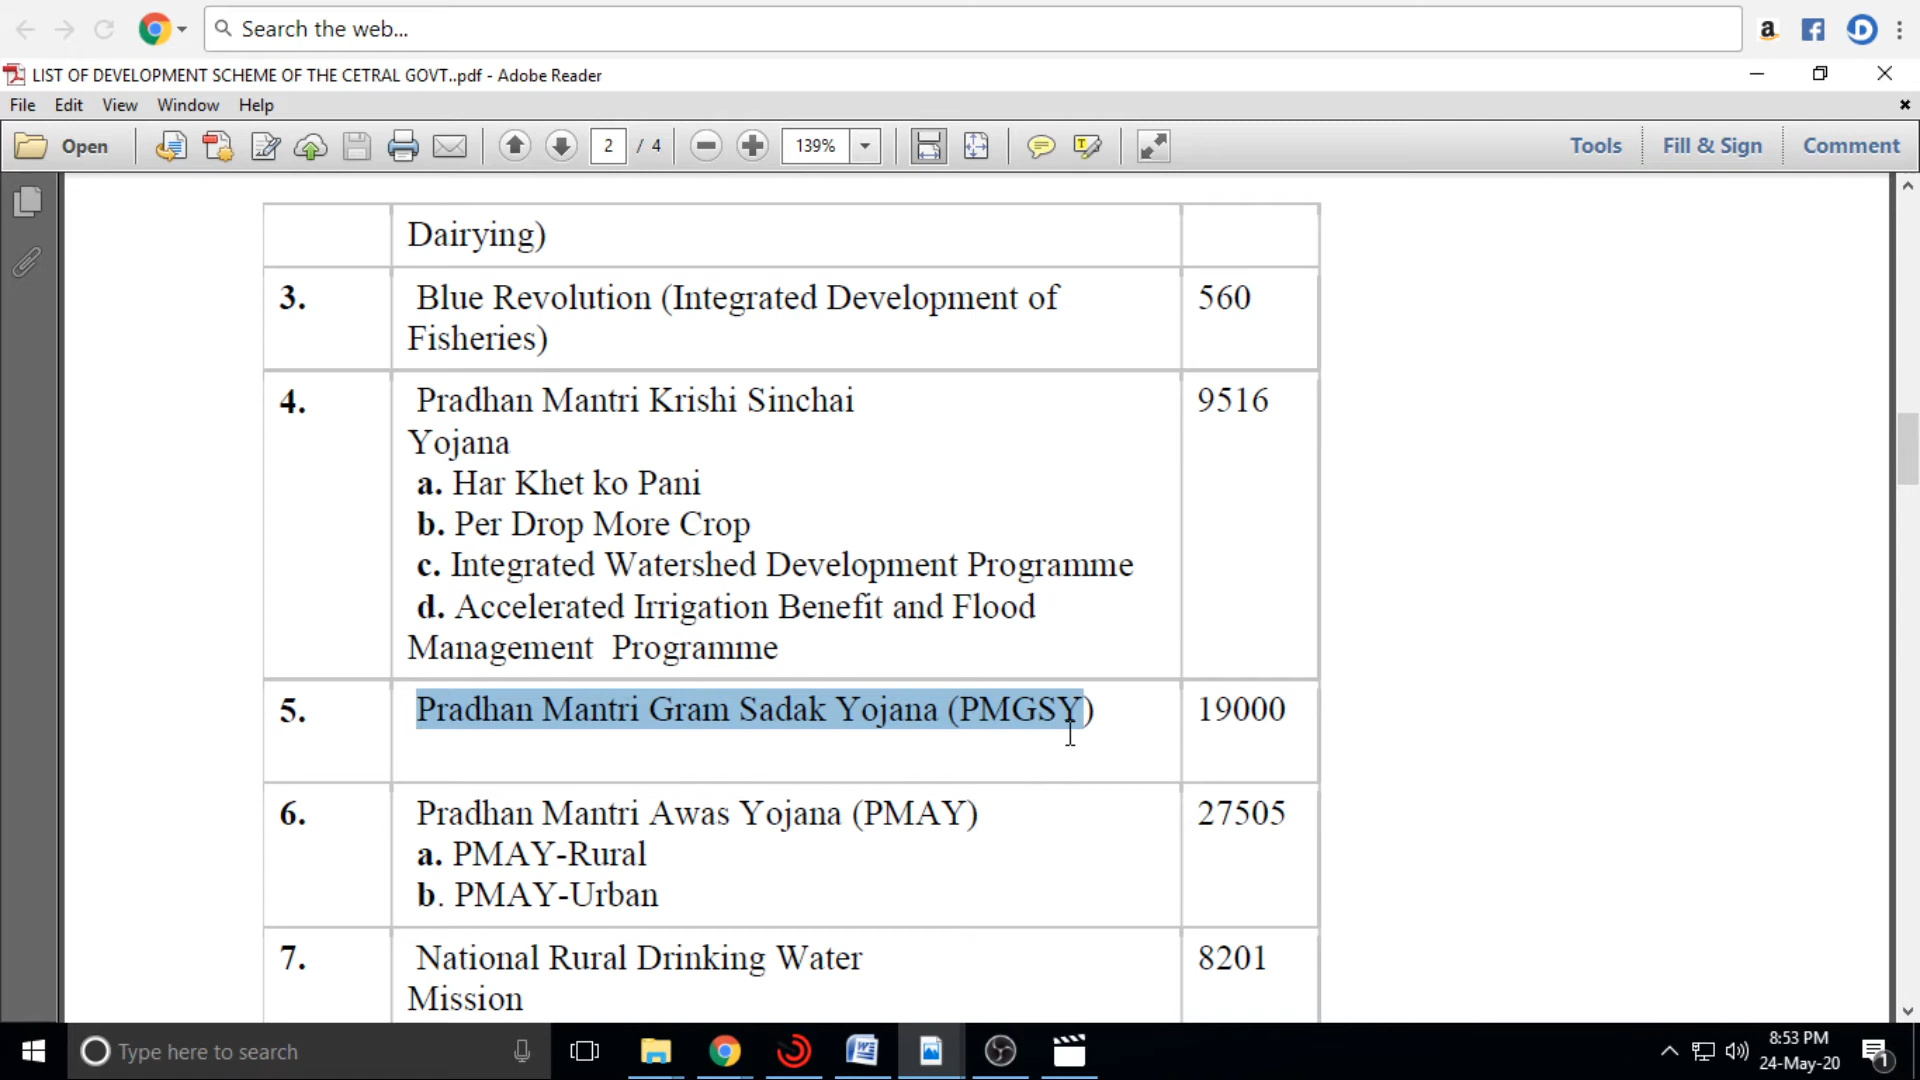 Search the web...
a
f
D
LIST OF DEVELOPMENT SCHEME OF THE CETRAL GOVT..pdf - Adobe Reader
File Edit View Window Help
Open 2 / 4 139% Tools Fill & Sign Comment
Dairying)
3. Blue Revolution (Integrated Development of 560
Fisheries)
4. Pradhan Mantri Krishi Sinchai 9516
Yojana
a. Har Khet ko Pani
b. Per Drop More Crop
c. Integrated Watershed Development Programme
d. Accelerated Irrigation Benefit and Flood
Management Programme
5. Pradhan Mantri Gram Sadak Yojana (PMGSY) 19000
6. Pradhan Mantri Awas Yojana (PMAY) 27505
a. PMAY-Rural
b. PMAY-Urban
7. National Rural Drinking Water 8201
Mission
Type here to search
8:53 PM
24-May-20
1